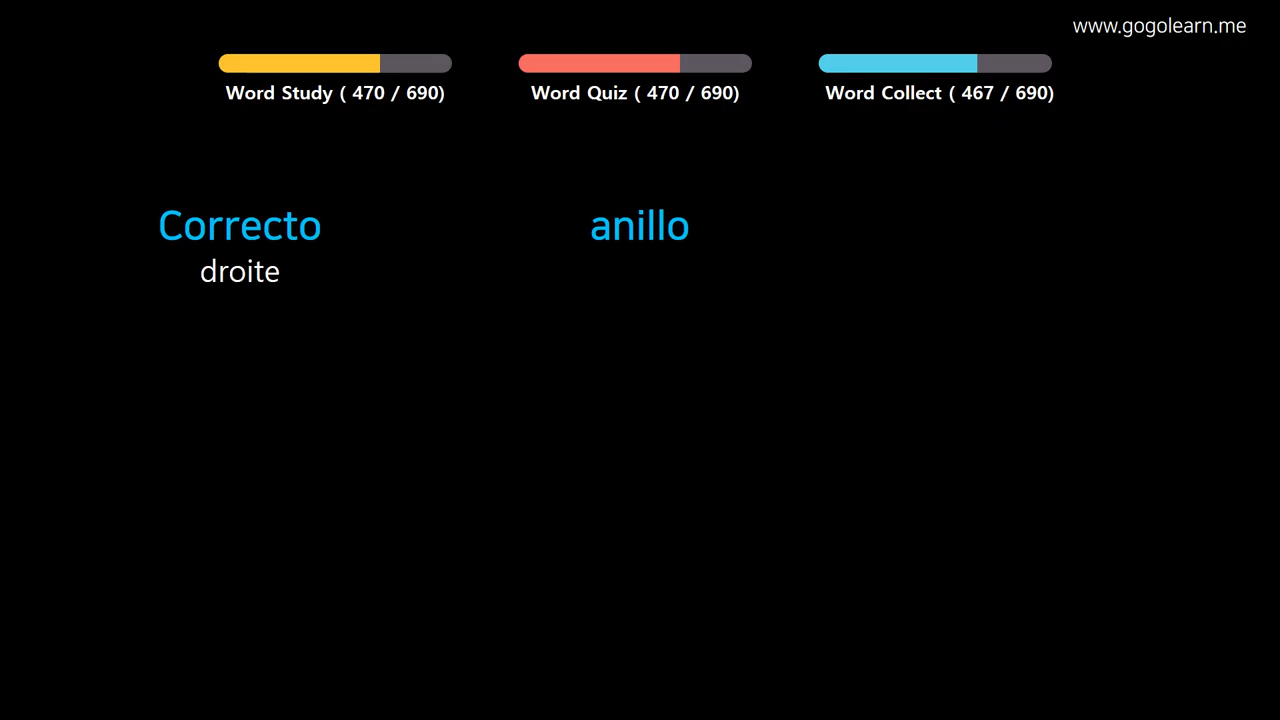 www.gogolearn.me
Word Study ( 470 / 690)
Word Quiz ( 470 / 690)
Word Collect ( 467 / 690)
Correcto
droite
anillo